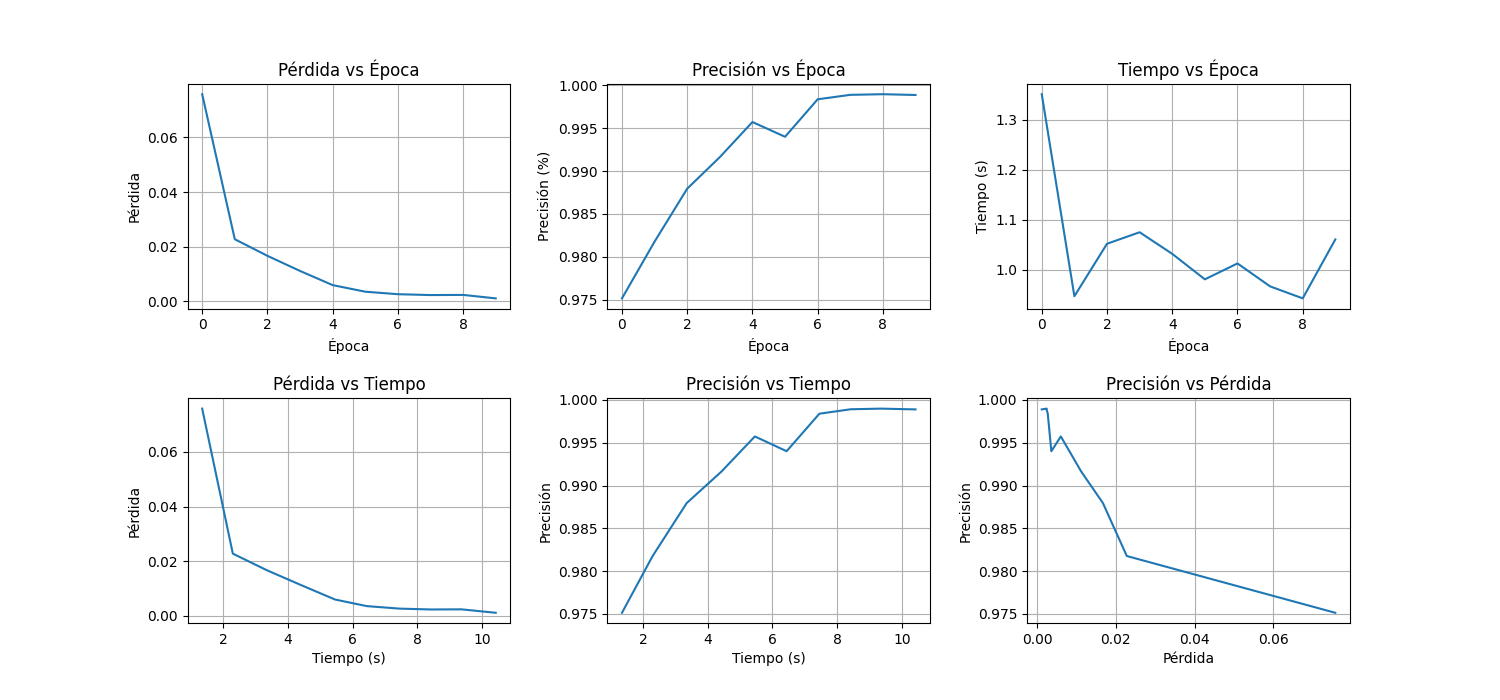 Pérdida vs Época
Pérdida
0.06
0.04
0.02
0.00
0 2 4 6 8
Época
Precisión vs Época
Precisión (%)
1.000
0.995
0.990
0.985
0.980
0.975
0 2 4 6 8
Época
Tiempo vs Época
Tiempo (s)
1.3
1.2
1.1
1.0
0 2 4 6 8
Época
Pérdida vs Tiempo
Pérdida
0.06
0.04
0.02
0.00
2 4 6 8 10
Tiempo (s)
Precisión vs Tiempo
Precisión
1.000
0.995
0.990
0.985
0.980
0.975
2 4 6 8 10
Tiempo (s)
Precisión vs Pérdida
Precisión
1.000
0.995
0.990
0.985
0.980
0.975
0.00 0.02 0.04 0.06
Pérdida